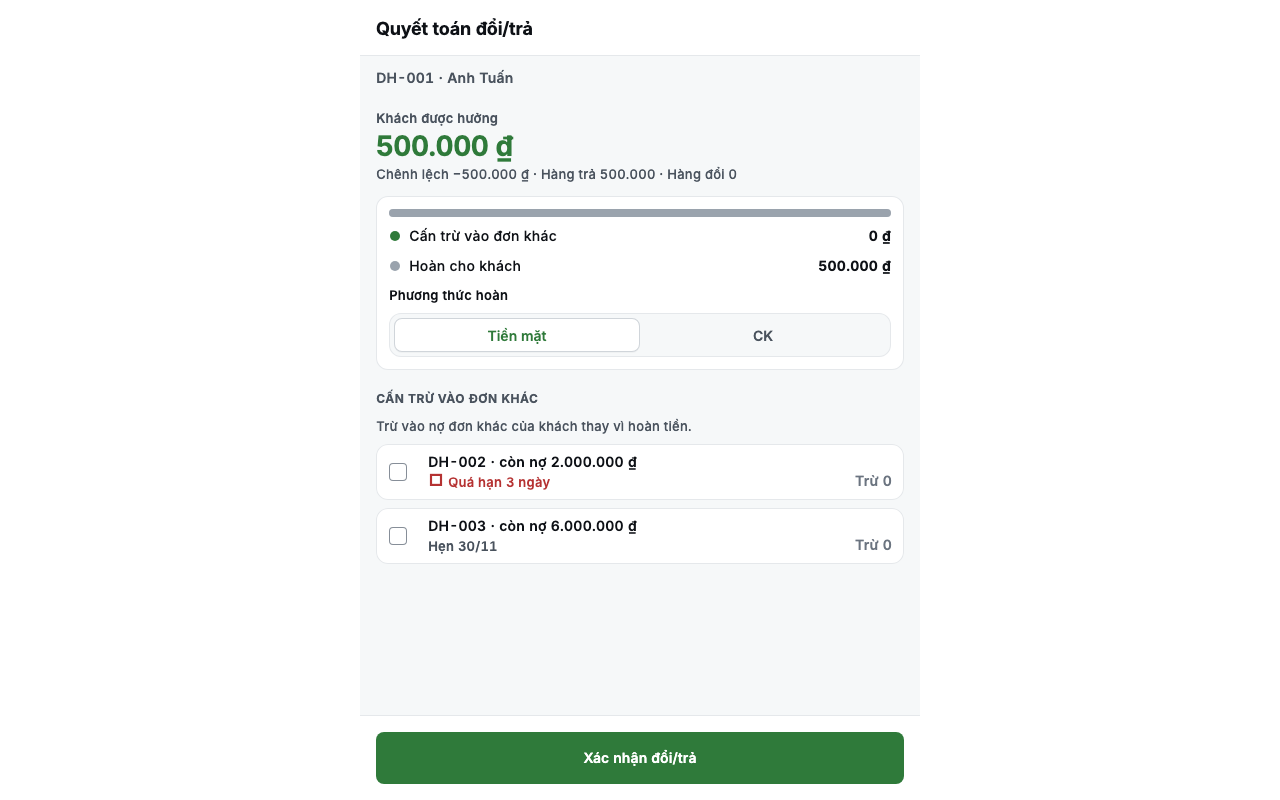 Quyết toán đổi/trả
DH-001 · Anh Tuấn
Khách được hưởng
500.000 ₫
Chênh lệch −500.000 ₫ · Hàng trả 500.000 · Hàng đổi 0
Cấn trừ vào đơn khác 0 ₫
Hoàn cho khách 500.000 ₫
Phương thức hoàn
Tiền mặt CK
CẤN TRỪ VÀO ĐƠN KHÁC
Trừ vào nợ đơn khác của khách thay vì hoàn tiền.
DH-002 · còn nợ 2.000.000 ₫
Quá hạn 3 ngày Trừ 0
DH-003 · còn nợ 6.000.000 ₫
Hẹn 30/11 Trừ 0
Xác nhận đổi/trả